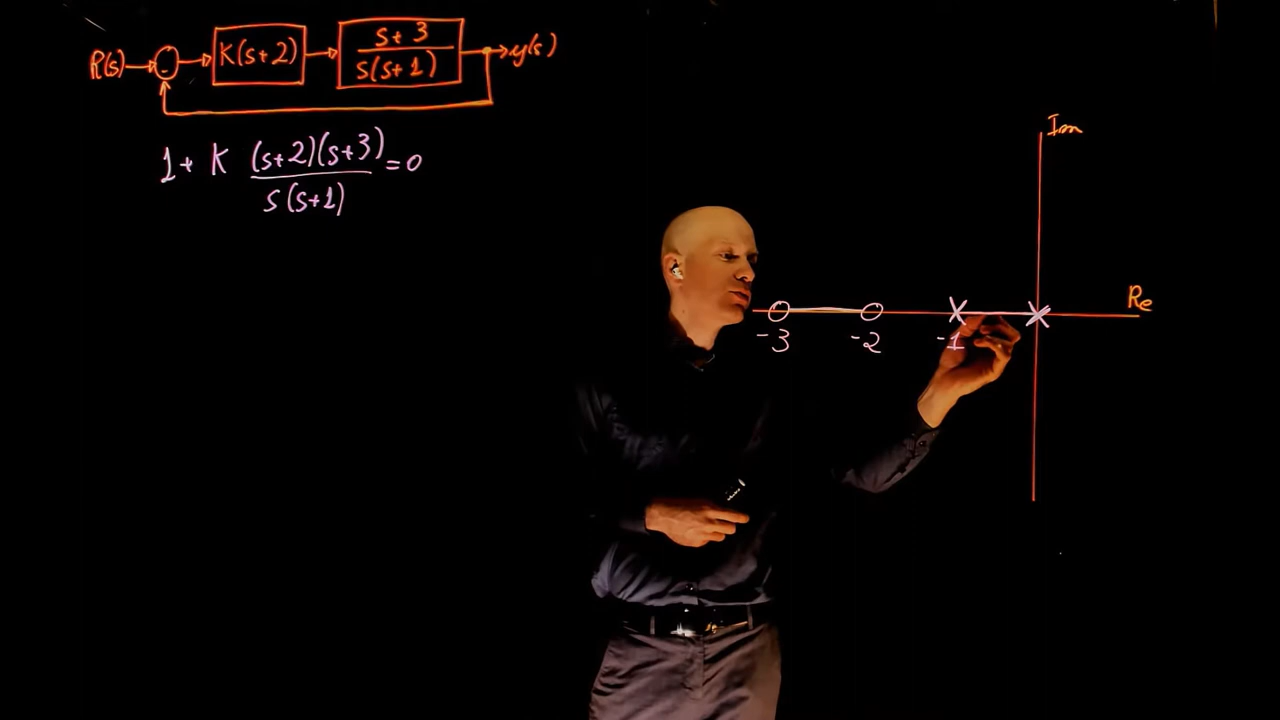 R(s) - K(s+2) s+3 / s(s+1) y(s)
1 + K (s+2)(s+3) / s(s+1) = 0
Im
Re
-3 -2 -1